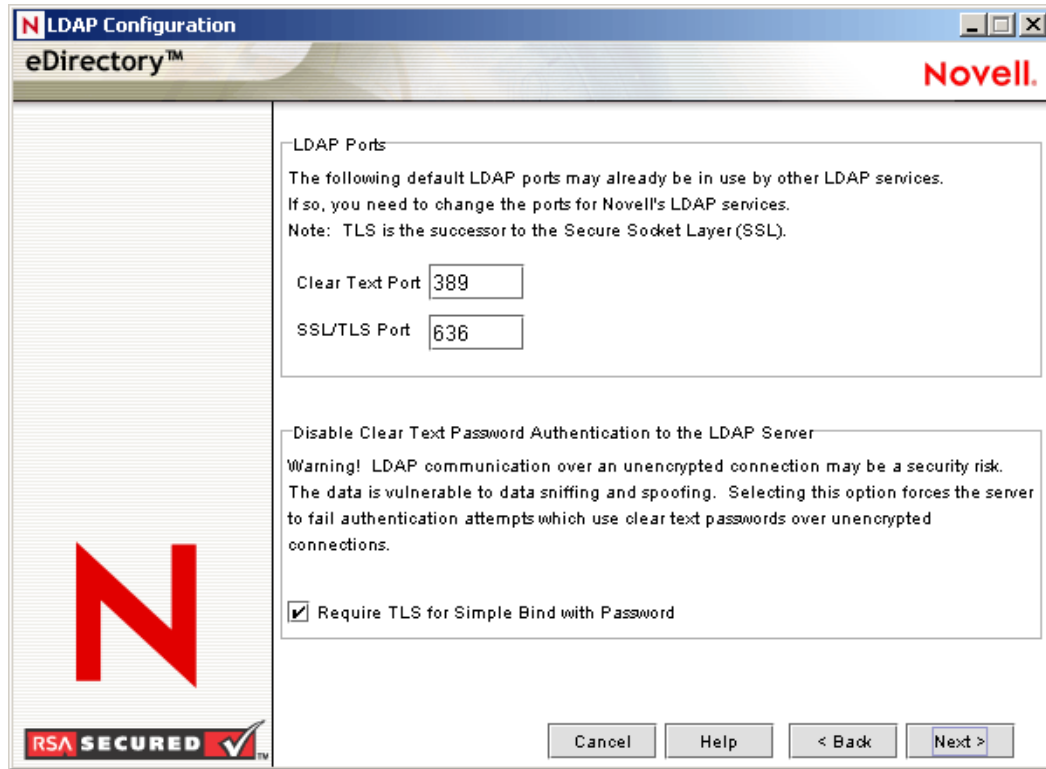 N LDAP Configuration
eDirectory™
Novell.
LDAP Ports
The following default LDAP ports may already be in use by other LDAP services.
If so, you need to change the ports for Novell's LDAP services.
Note: TLS is the successor to the Secure Socket Layer (SSL).
Clear Text Port 389
SSL/TLS Port 636
Disable Clear Text Password Authentication to the LDAP Server
Warning! LDAP communication over an unencrypted connection may be a security risk.
The data is vulnerable to data sniffing and spoofing. Selecting this option forces the server
to fail authentication attempts which use clear text passwords over unencrypted
connections.
Require TLS for Simple Bind with Password
N
RSA SECURED TM
Cancel Help < Back Next >